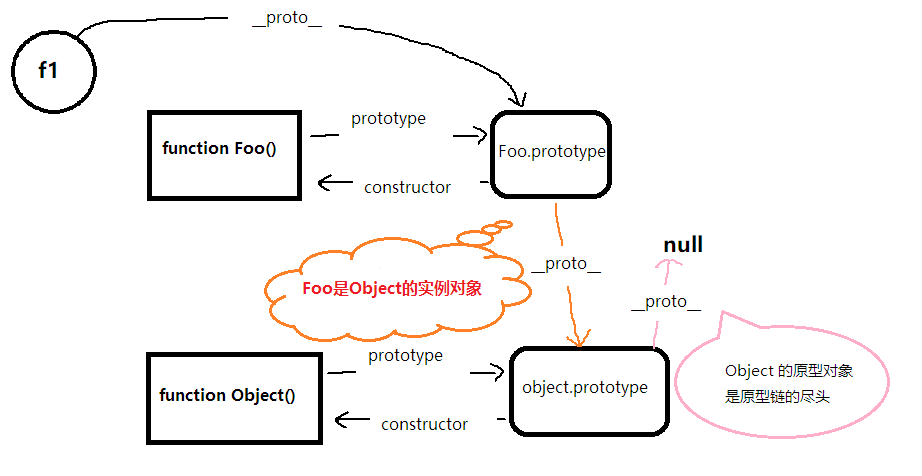 __proto__
f1
prototype
function Foo()
Foo.prototype
constructor
null
__proto__
Foo是Object的实例对象
__proto__
prototype
Object 的原型对象
是原型链的尽头
function Object()
object.prototype
constructor